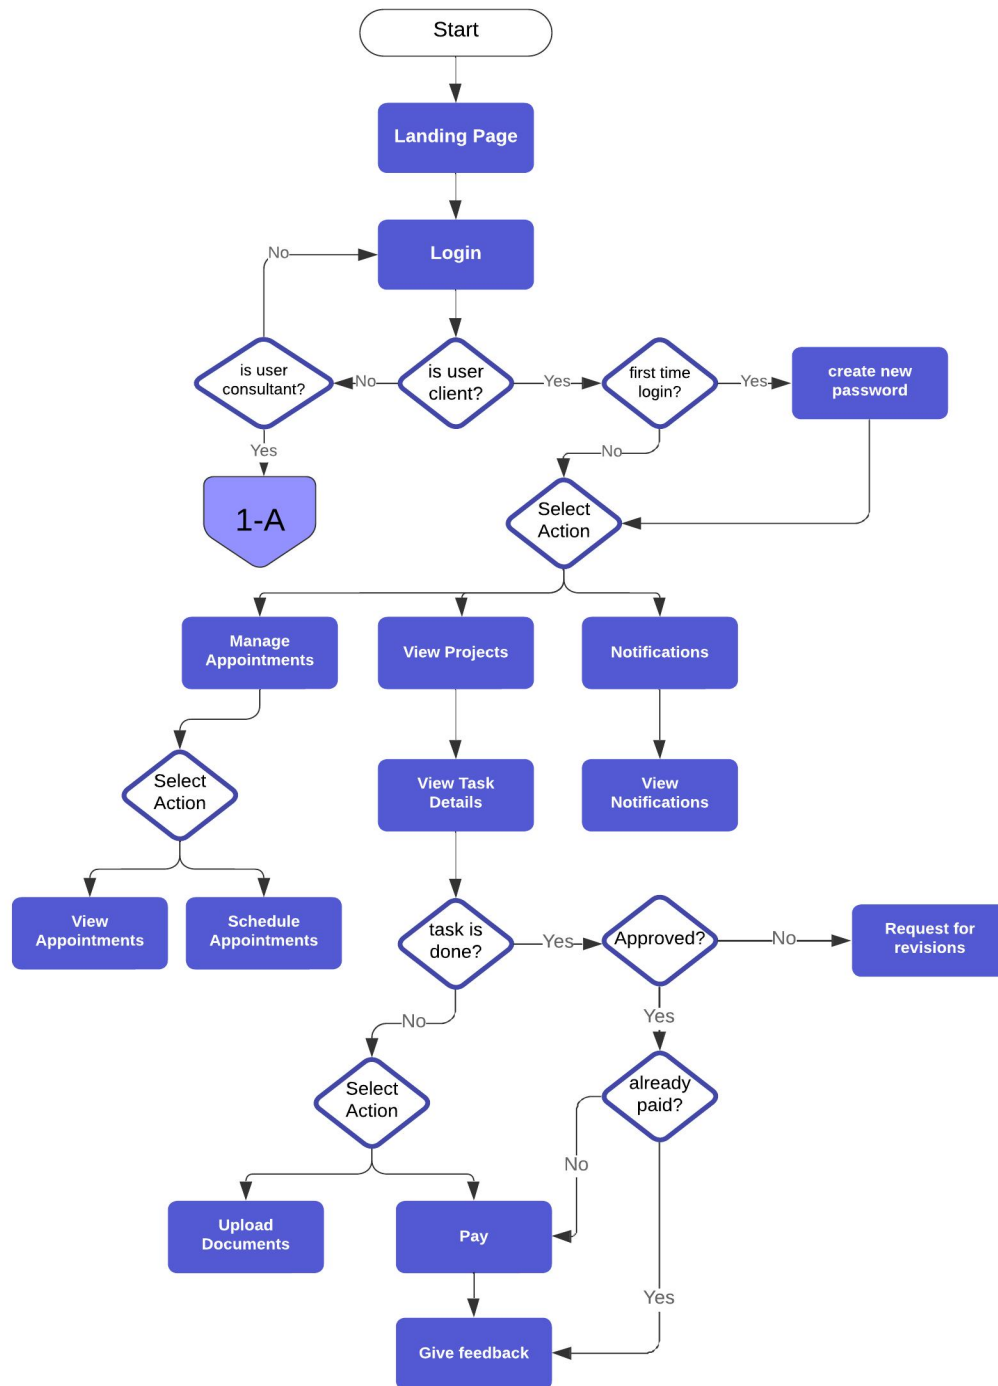 Start
Landing Page
Login
No
is user
consultant?
No
is user
client?
Yes
first time
login?
Yes
create new
password
Yes
No
1-A
Select
Action
Manage
Appointments
View Projects
Notifications
Select
Action
View Task
Details
View
Notifications
View
Appointments
Schedule
Appointments
task is
done?
Yes
Approved?
No
Request for
revisions
No
Yes
Select
Action
already
paid?
No
Upload
Documents
Pay
Yes
Give feedback